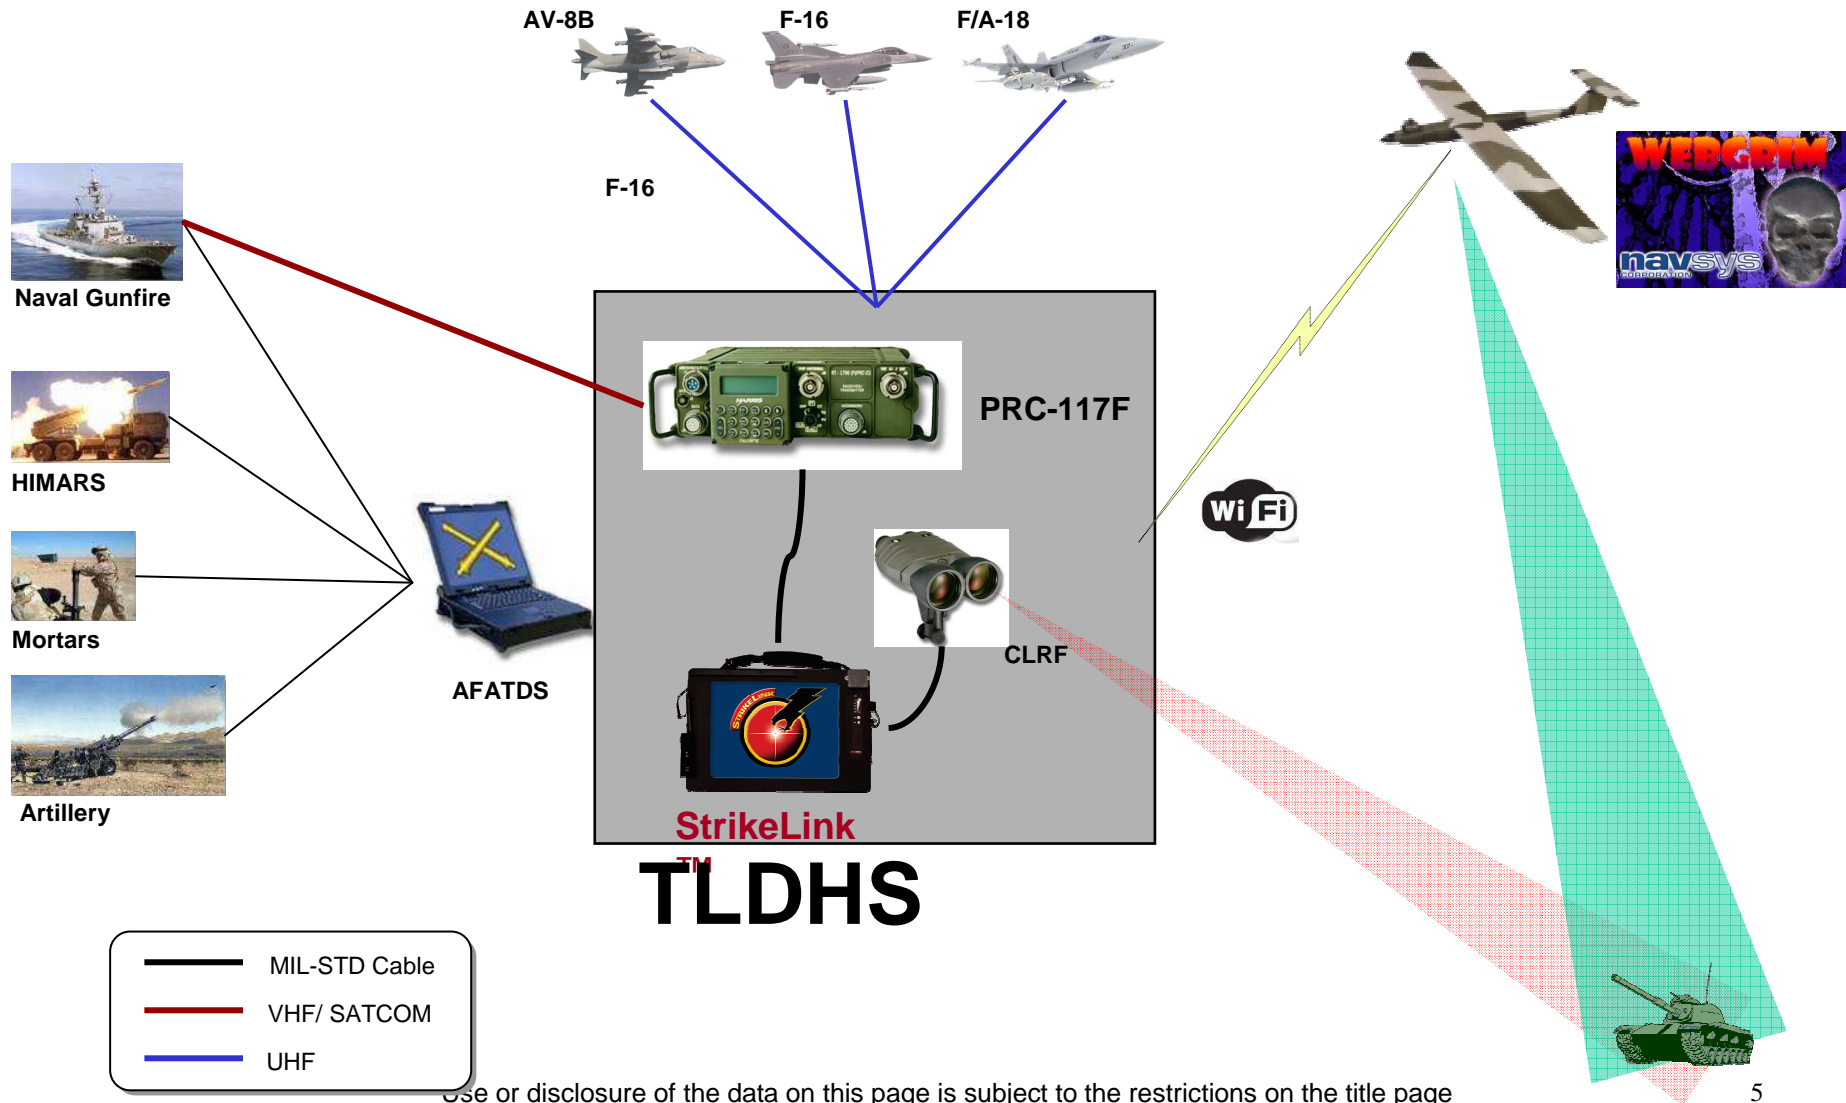 AV-8B
F-16
F/A-18
F-16
WEBGRIM
navsys
CORPORATION
Naval Gunfire
HARRIS
PRC-117F
HIMARS
Wi Fi
Mortars
CLRF
AFATDS
STRIKELINK
Artillery
StrikeLink
TM
TLDHS
MIL-STD Cable
VHF/ SATCOM
UHF
Use or disclosure of the data on this page is subject to the restrictions on the title page
5